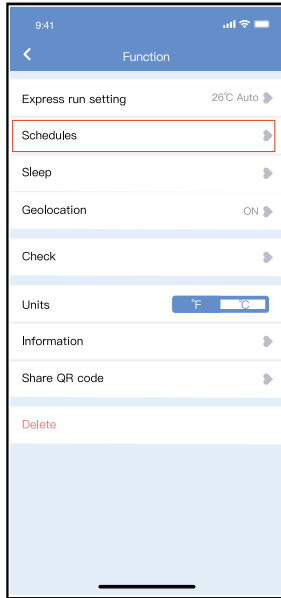 9:41
Function
Express run setting 26℃ Auto
Schedules
Sleep
Geolocation ON
Check
Units ℉ ℃
Information
Share QR code
Delete